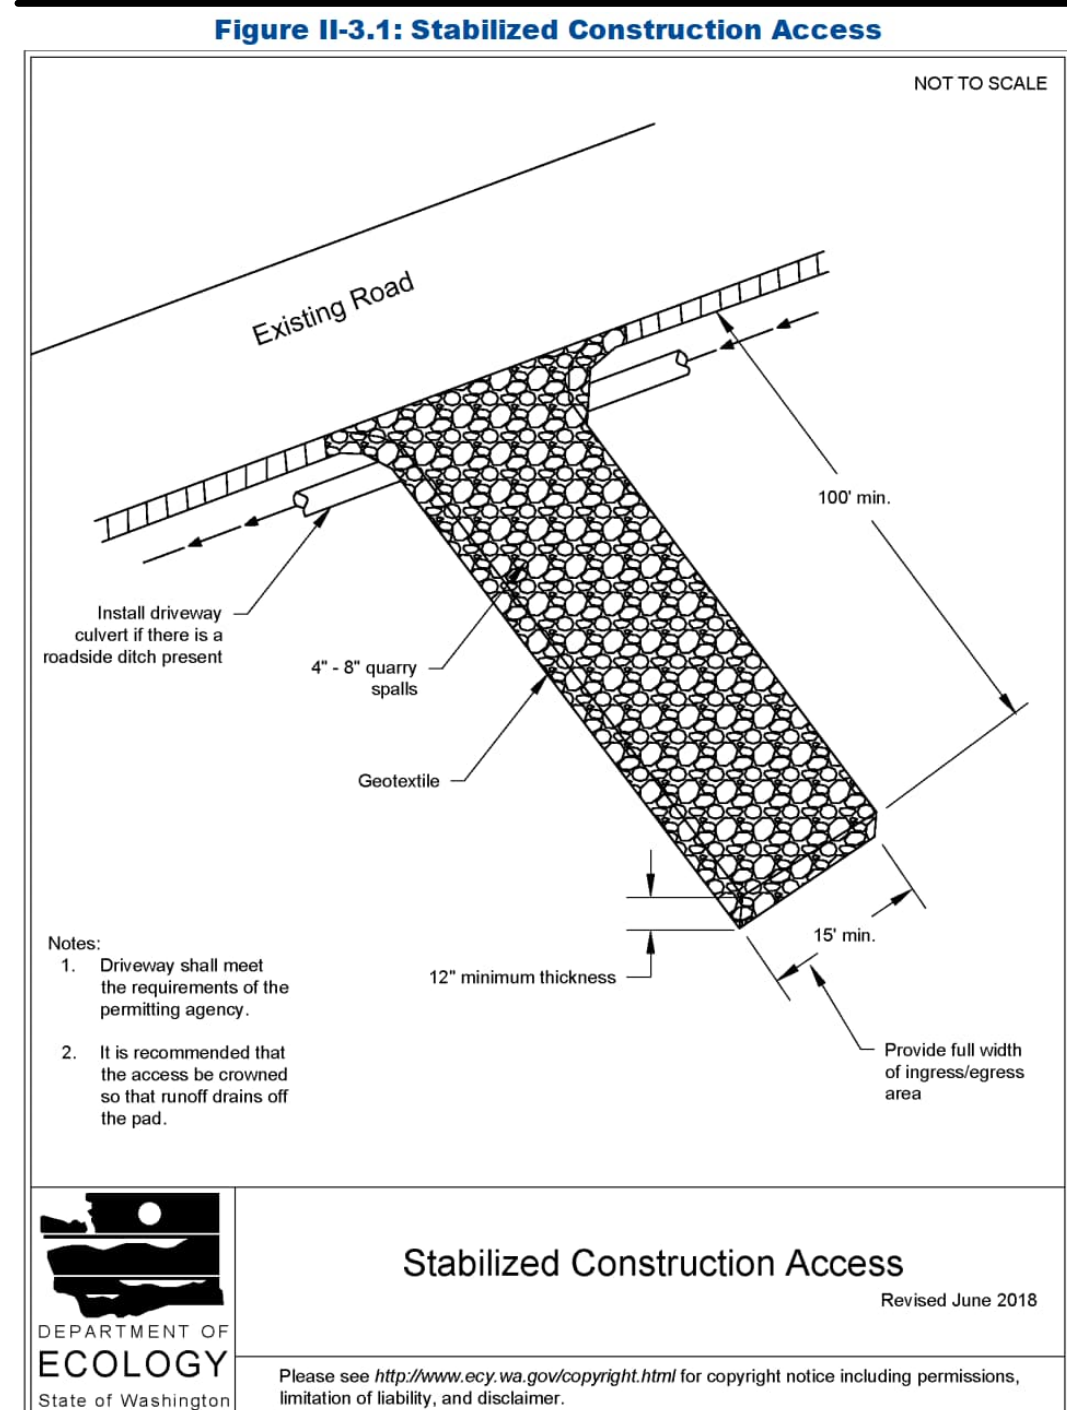 Figure II-3.1: Stabilized Construction Access
NOT TO SCALE
Existing Road
100' min.
Install driveway
culvert if there is a
roadside ditch present
4" - 8" quarry
spalls
Geotextile
15' min.
12" minimum thickness
Provide full width
of ingress/egress
area
Notes:
1. Driveway shall meet
the requirements of the
permitting agency.
2. It is recommended that
the access be crowned
so that runoff drains off
the pad.
DEPARTMENT OF
ECOLOGY
State of Washington
Stabilized Construction Access
Revised June 2018
Please see http://www.ecy.wa.gov/copyright.html for copyright notice including permissions,
limitation of liability, and disclaimer.